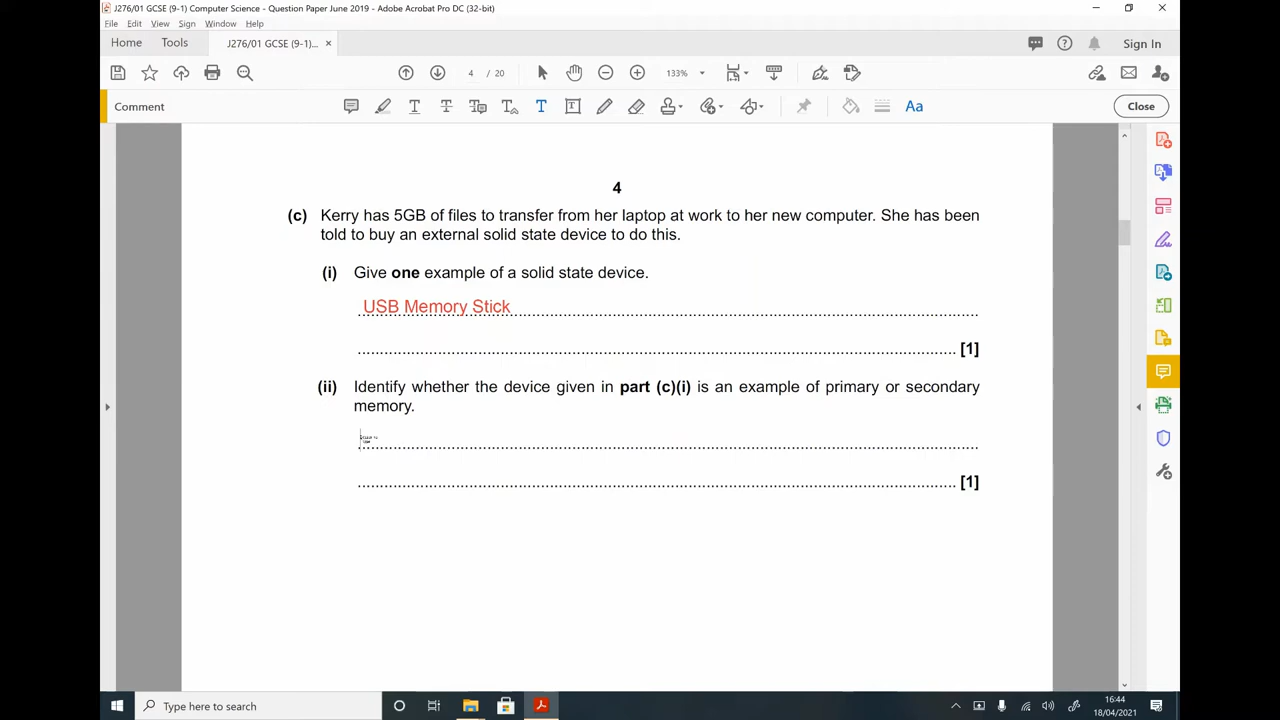 J276/01 GCSE (9-1) Computer Science - Question Paper June 2019 - Adobe Acrobat Pro DC (32-bit)
File Edit View Sign Window Help
Home Tools J276/01 GCSE (9-1)... × Sign In
4 / 20 133%
Comment Aa Close
4
(c) Kerry has 5GB of files to transfer from her laptop at work to her new computer. She has been
told to buy an external solid state device to do this.
(i) Give one example of a solid state device.
USB Memory Stick
[1]
(ii) Identify whether the device given in part (c)(i) is an example of primary or secondary
memory.
[1]
Type here to search
16:44
18/04/2021